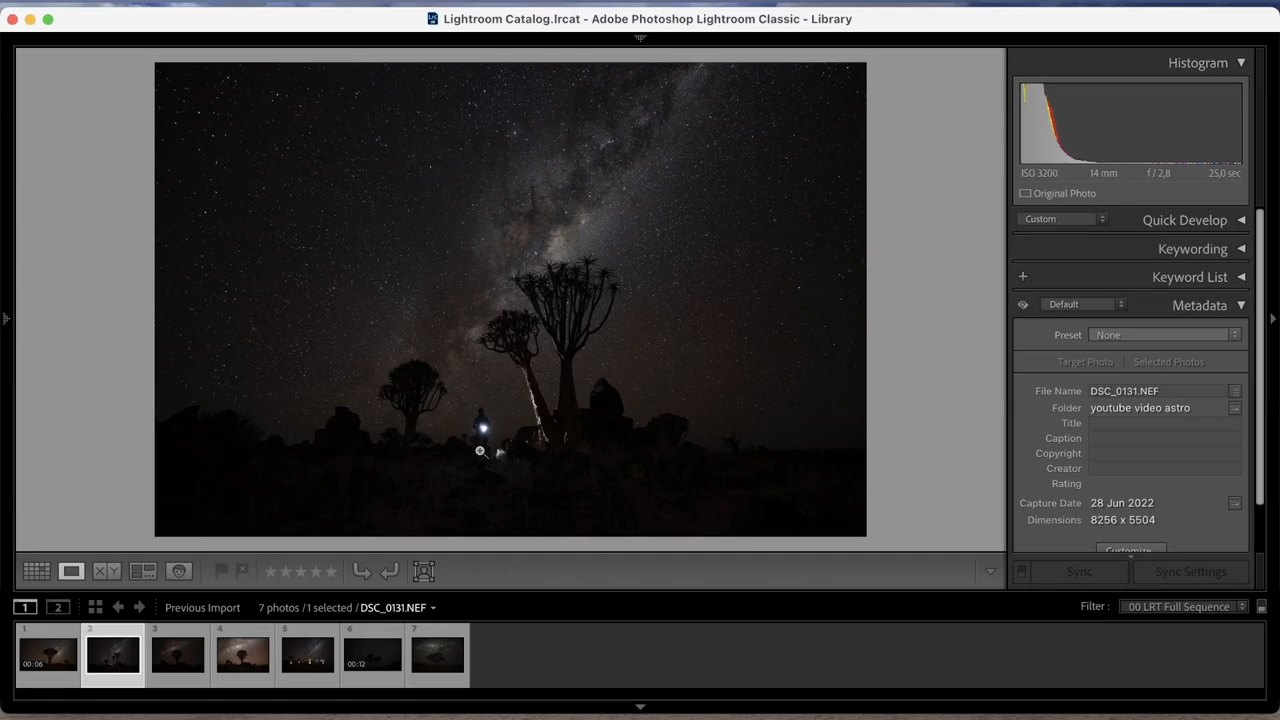 Lightroom Catalog.lrcat - Adobe Photoshop Lightroom Classic - Library
Histogram
ISO 3200 14 mm f / 2,8 25,0 sec
Original Photo
Custom Quick Develop
Keywording
+ Keyword List
Default Metadata
Preset None
Target Photo Selected Photos
File Name DSC_0131.NEF
Folder youtube video astro
Title
Caption
Copyright
Creator
Rating
Capture Date 28 Jun 2022
Dimensions 8256 x 5504
Customize...
XY
Sync Sync Settings
1 2 Previous Import 7 photos / 1 selected / DSC_0131.NEF Filter : 00 LRT Full Sequence
1 2 3 4 5 6 7
00:06 00:12